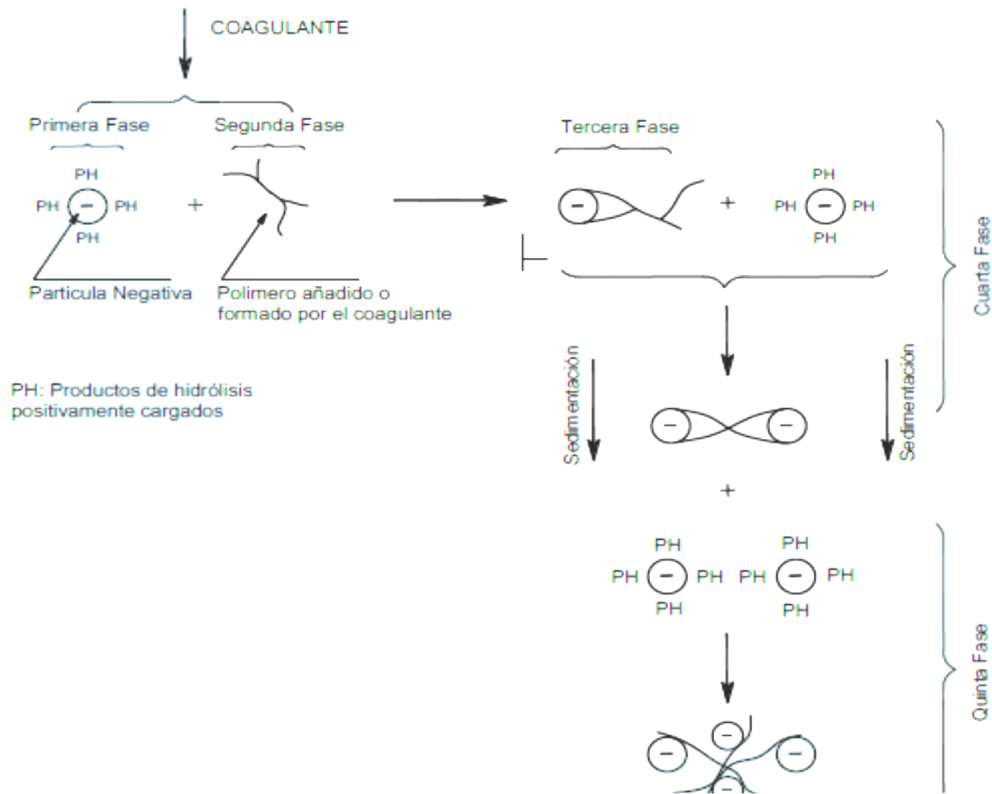 COAGULANTE
Primera Fase
Segunda Fase
PH
PH
-
PH
PH
+
Particula Negativa
Polimero añadido o
formado por el coagulante
PH: Productos de hidrólisis
positivamente cargados
Tercera Fase
-
+
PH
PH
-
PH
PH
Cuarta Fase
Sedimentación
-
-
Sedimentación
+
PH
PH
PH
-
PH
PH
-
PH
PH
PH
Quinta Fase
-
-
-
-